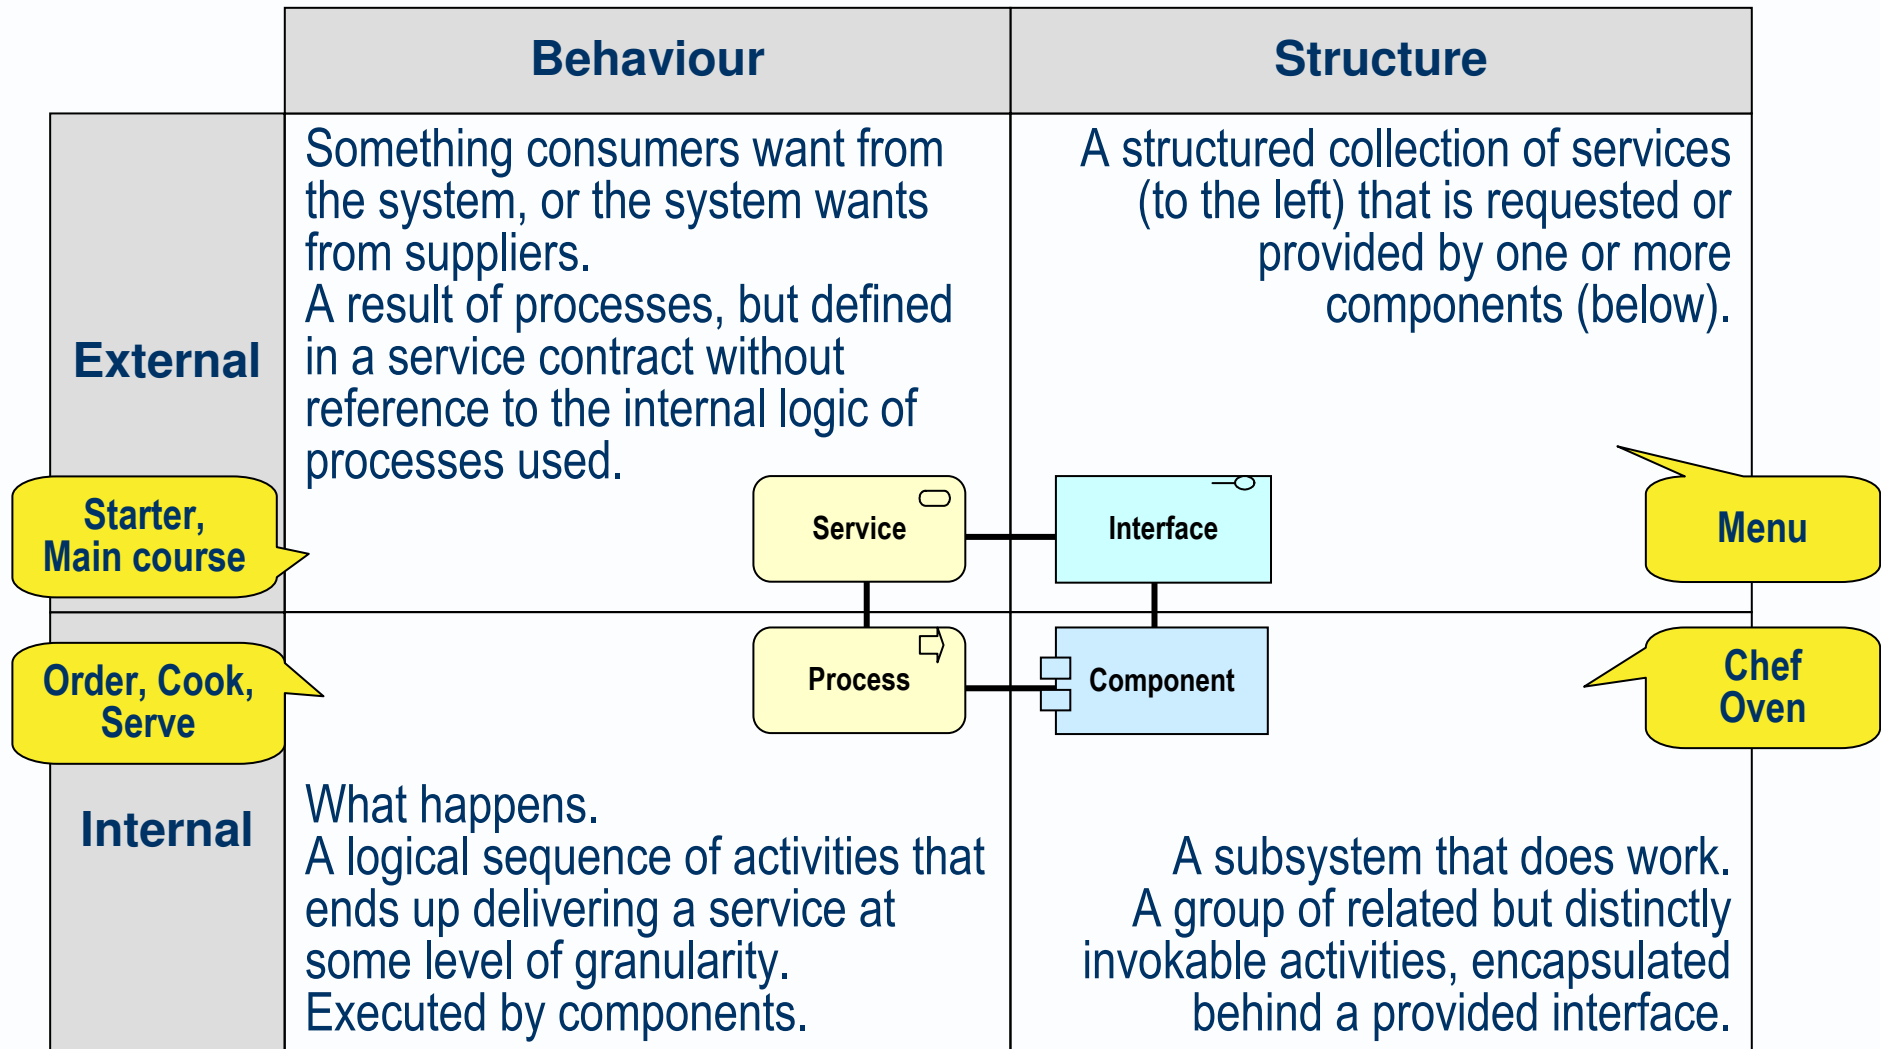 Behaviour
Structure
External
Something consumers want from
the system, or the system wants
from suppliers.
A result of processes, but defined
in a service contract without
reference to the internal logic of
processes used.
A structured collection of services
(to the left) that is requested or
provided by one or more
components (below).
Starter,
Main course
Service
Interface
Menu
Internal
Order, Cook,
Serve
Process
Component
Chef
Oven
What happens.
A logical sequence of activities that
ends up delivering a service at
some level of granularity.
Executed by components.
A subsystem that does work.
A group of related but distinctly
invokable activities, encapsulated
behind a provided interface.